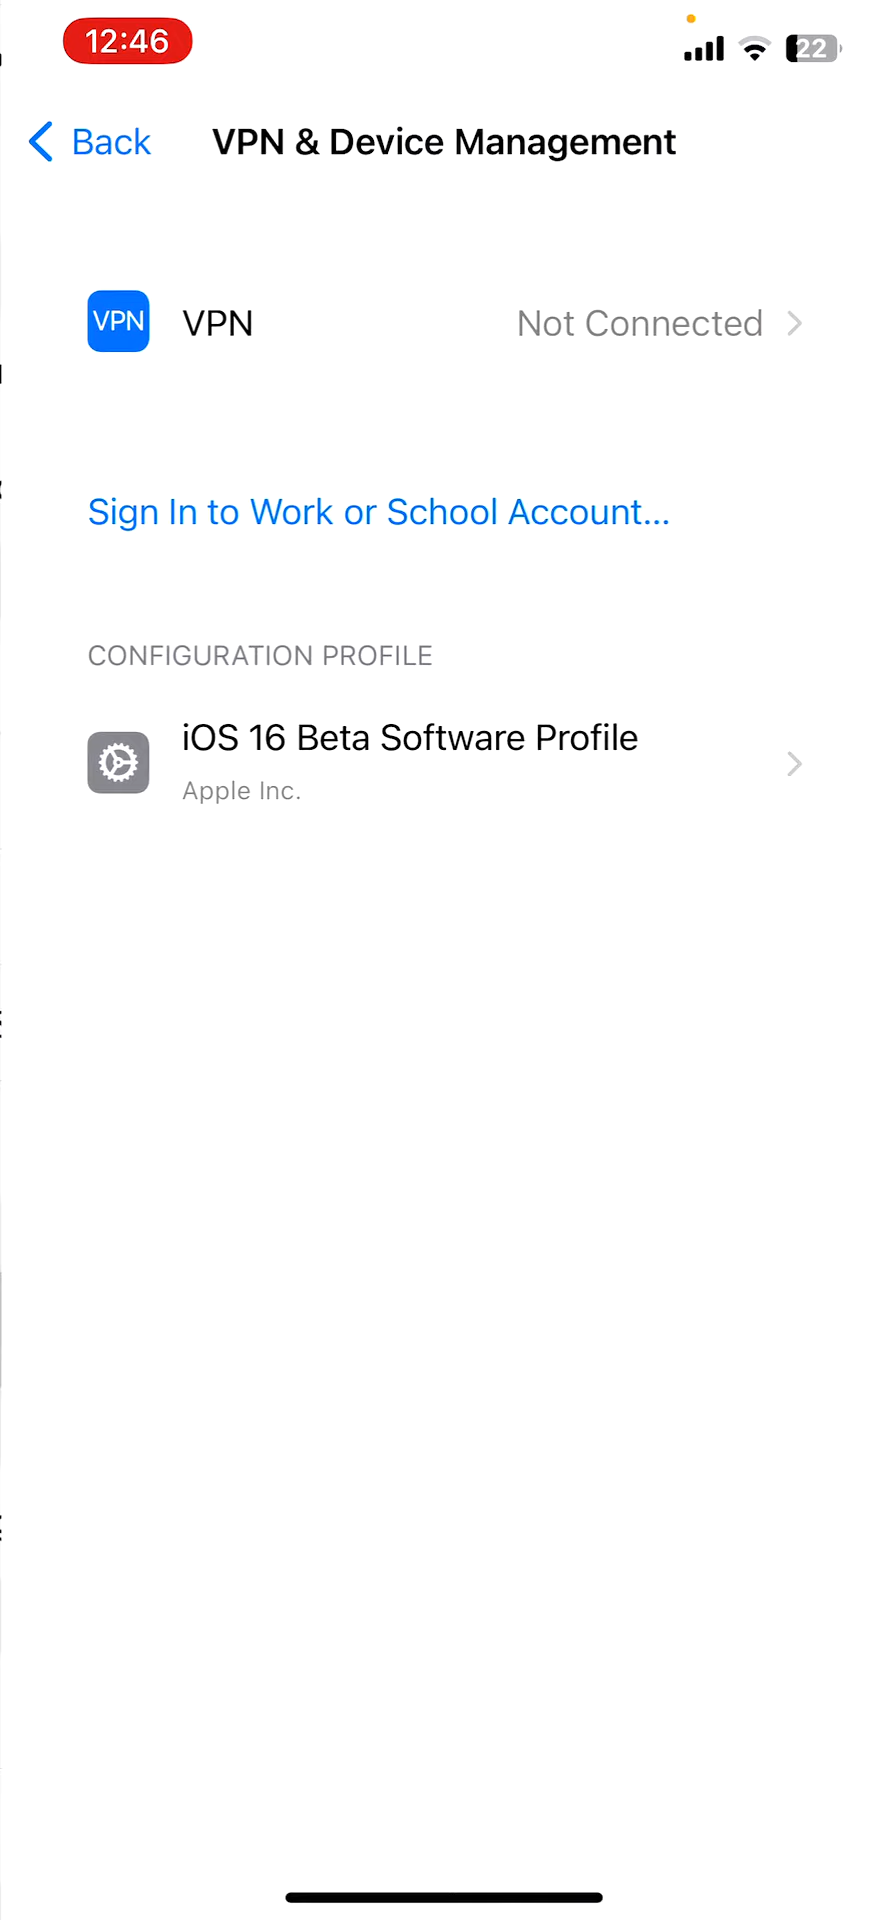 12:46
22
Back
VPN & Device Management
VPN
VPN
Not Connected
Sign In to Work or School Account...
CONFIGURATION PROFILE
iOS 16 Beta Software Profile
Apple Inc.